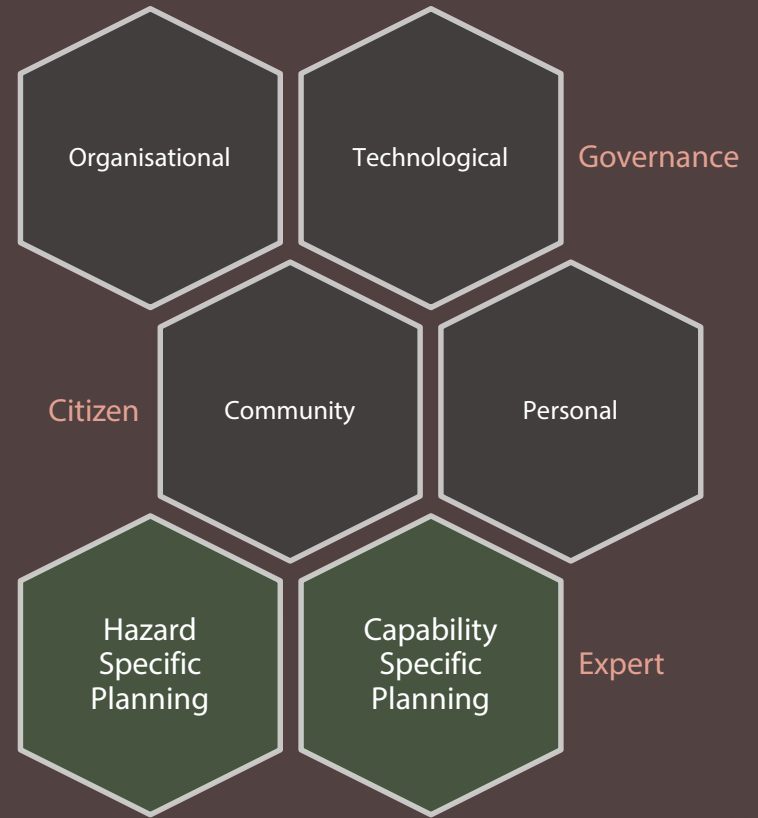 Organisational
Technological
Governance
Citizen
Community
Personal
Hazard
Specific
Planning
Capability
Specific
Planning
Expert